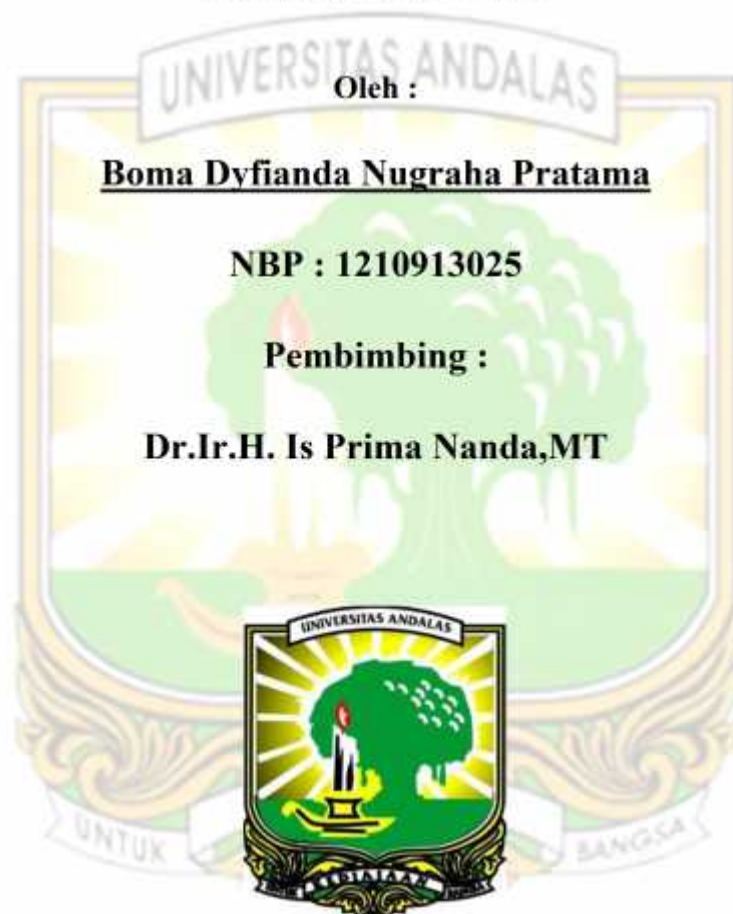 UNIVERSITAS ANDALAS
Oleh :
Boma Dyfianda Nugraha Pratama
NBP : 1210913025
Pembimbing :
Dr.Ir.H. Is Prima Nanda,MT
UNIVERSITAS ANDALAS
UNTUK BANGSA
KEDJAJAAN